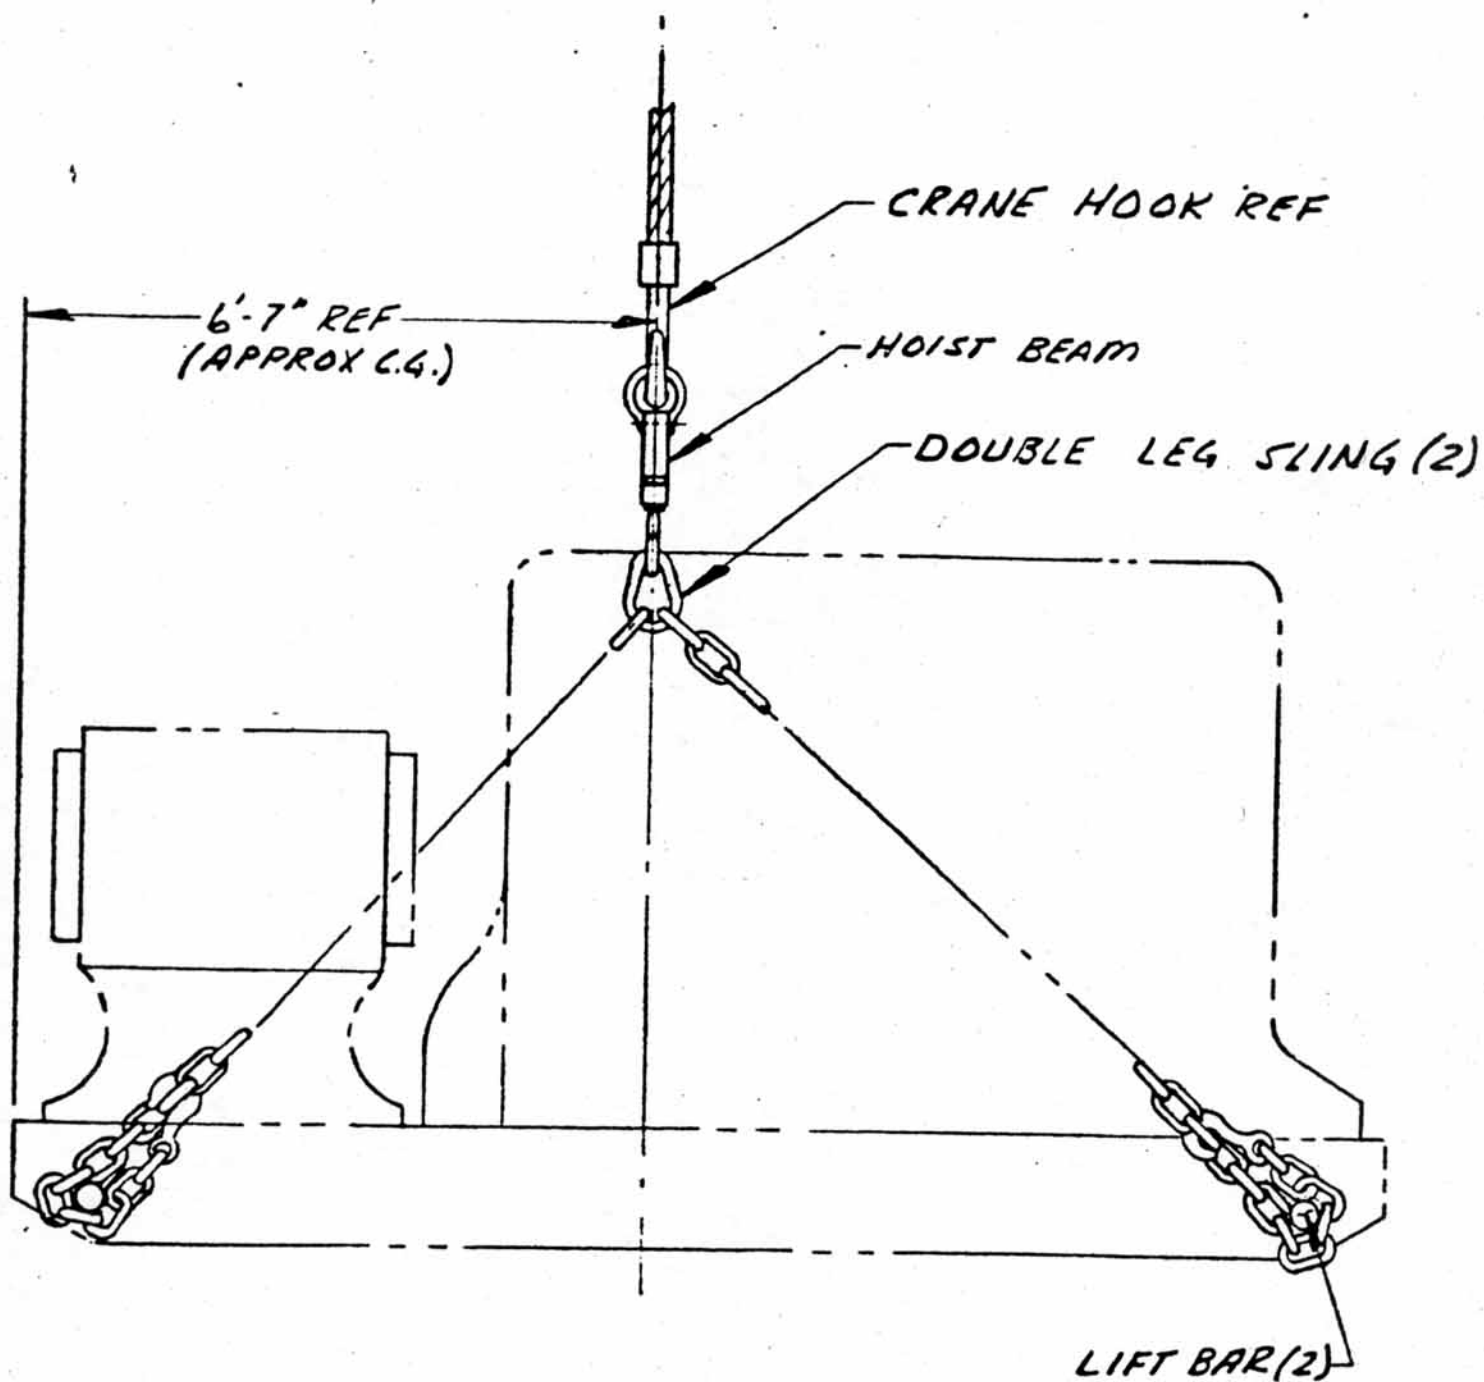 CRANE HOOK REF
6'-7" REF
(APPROX C.G.)
HOIST BEAM
DOUBLE LEG SLING (2)
LIFT BAR (2)